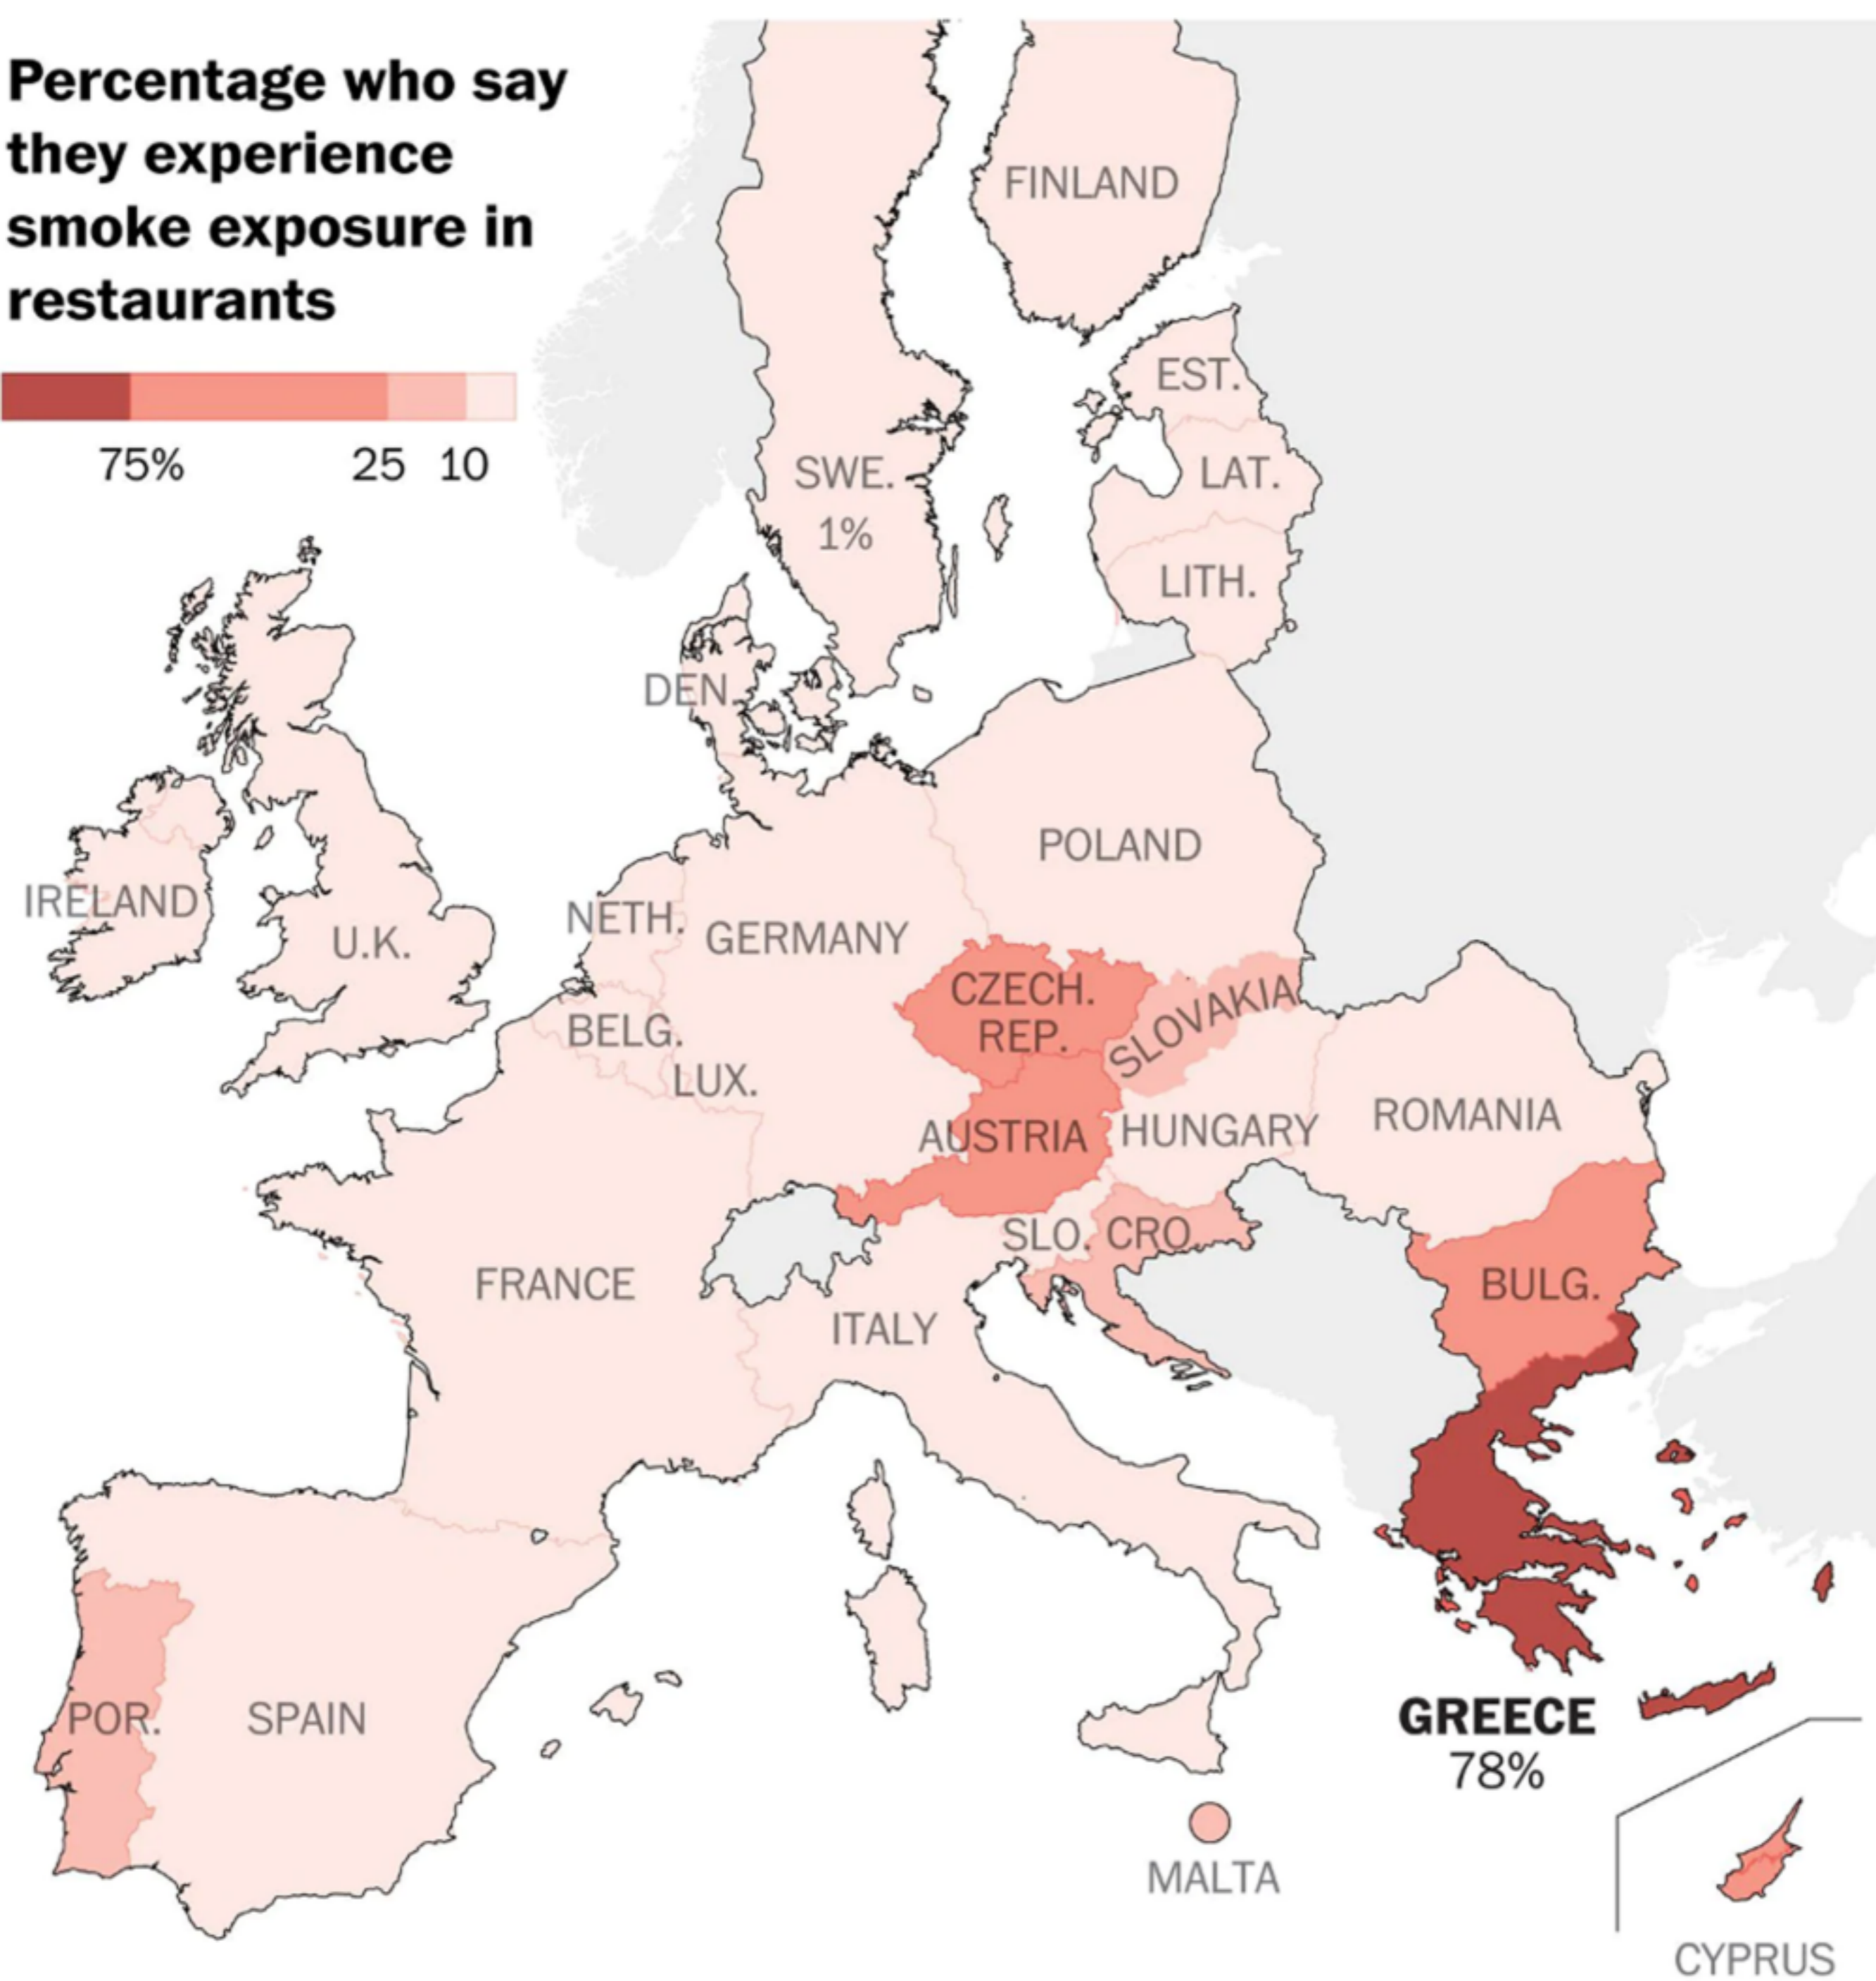 Percentage who say
they experience
smoke exposure in
restaurants
75%
25
10
FINLAND
EST.
SWE.
1%
LAT.
LITH.
DEN.
POLAND
IRELAND
U.K.
NETH.
GERMANY
CZECH.
REP.
SLOVAKIA
BELG.
LUX.
AUSTRIA
HUNGARY
ROMANIA
SLO.
CRO.
FRANCE
ITALY
BULG.
POR.
SPAIN
GREECE
78%
MALTA
CYPRUS